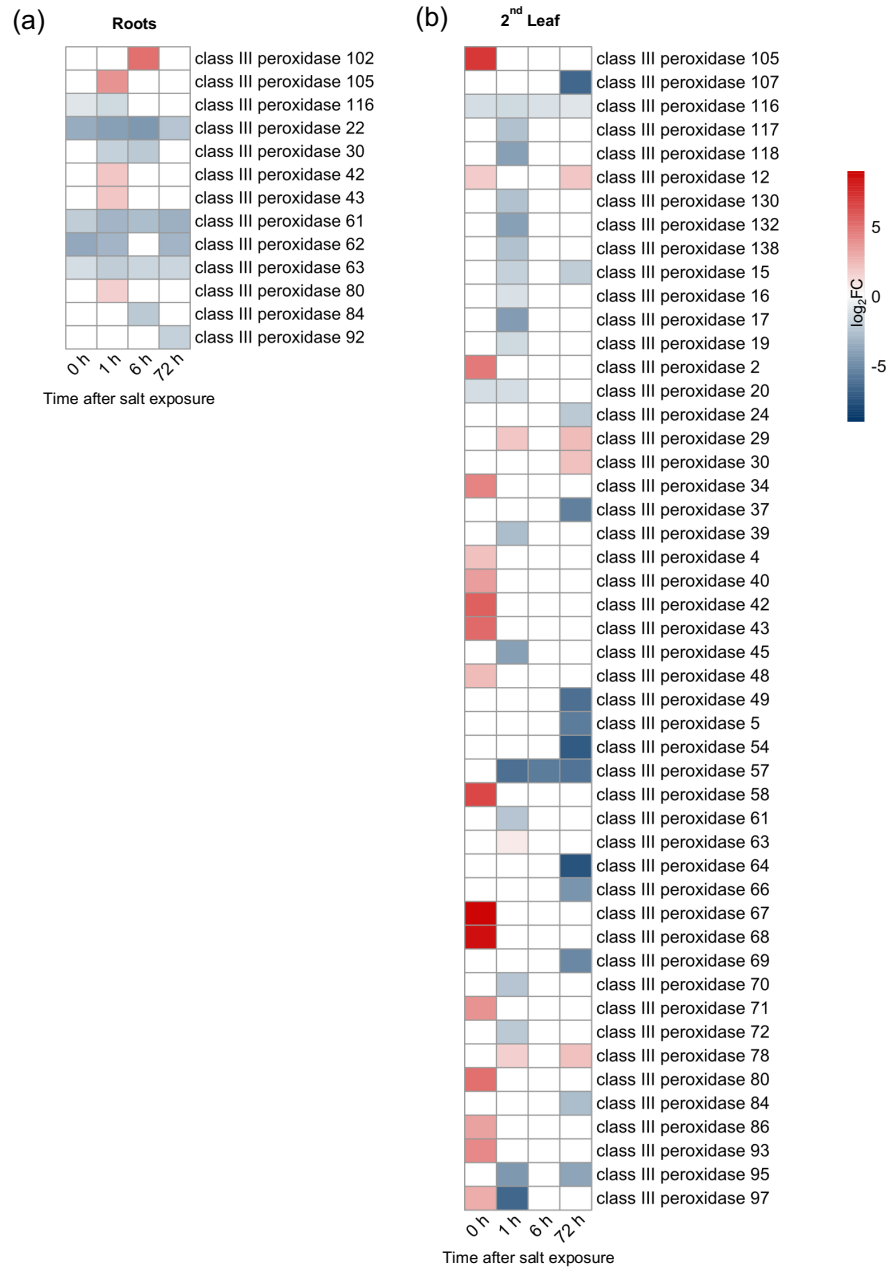 (a)
Roots
class III peroxidase 102
class III peroxidase 105
class III peroxidase 116
class III peroxidase 22
class III peroxidase 30
class III peroxidase 42
class III peroxidase 43
class III peroxidase 61
class III peroxidase 62
class III peroxidase 63
class III peroxidase 80
class III peroxidase 84
class III peroxidase 92
0 h 1 h 6 h 72 h
Time after salt exposure
(b)
2nd Leaf
class III peroxidase 105
class III peroxidase 107
class III peroxidase 116
class III peroxidase 117
class III peroxidase 118
class III peroxidase 12
class III peroxidase 130
class III peroxidase 132
class III peroxidase 138
class III peroxidase 15
class III peroxidase 16
class III peroxidase 17
class III peroxidase 19
class III peroxidase 2
class III peroxidase 20
class III peroxidase 24
class III peroxidase 29
class III peroxidase 30
class III peroxidase 34
class III peroxidase 37
class III peroxidase 39
class III peroxidase 4
class III peroxidase 40
class III peroxidase 42
class III peroxidase 43
class III peroxidase 45
class III peroxidase 48
class III peroxidase 49
class III peroxidase 5
class III peroxidase 54
class III peroxidase 57
class III peroxidase 58
class III peroxidase 61
class III peroxidase 63
class III peroxidase 64
class III peroxidase 66
class III peroxidase 67
class III peroxidase 68
class III peroxidase 69
class III peroxidase 70
class III peroxidase 71
class III peroxidase 72
class III peroxidase 78
class III peroxidase 80
class III peroxidase 84
class III peroxidase 86
class III peroxidase 93
class III peroxidase 95
class III peroxidase 97
0 h 1 h 6 h 72 h
Time after salt exposure
5
0
-5
log2FC